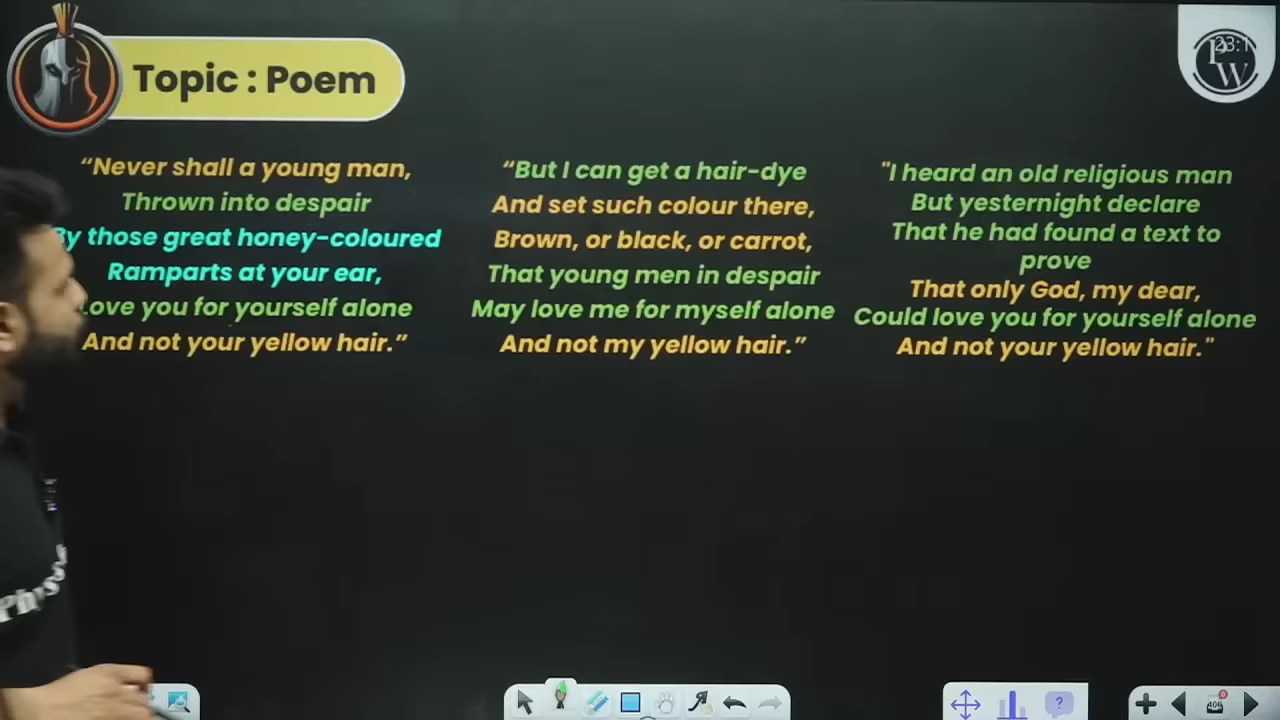 Topic : Poem
“Never shall a young man,
Thrown into despair
By those great honey-coloured
Ramparts at your ear,
Love you for yourself alone
And not your yellow hair.”
“But I can get a hair-dye
And set such colour there,
Brown, or black, or carrot,
That young men in despair
May love me for myself alone
And not my yellow hair.”
"I heard an old religious man
But yesternight declare
That he had found a text to
prove
That only God, my dear,
Could love you for yourself alone
And not your yellow hair."
PW
406
0